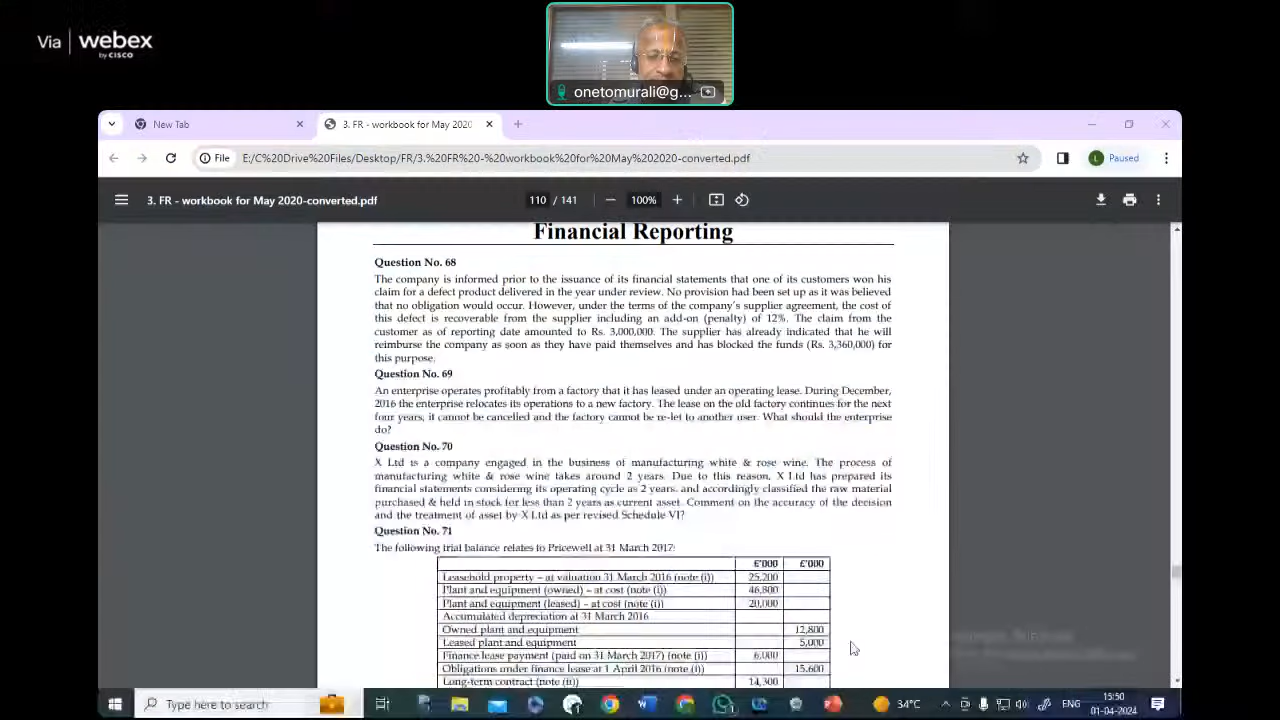 Via webex
by CISCO
onetomurali@g...
New Tab
3. FR - workbook for May 202
File E:/C%20Drive%20Files/Desktop/FR/3.%20FR%20-%20workbook%20for%20May%202020-converted.pdf Paused
L
3. FR - workbook for May 2020-converted.pdf
110 / 141
100%
Financial Reporting
Question No. 68
The company is informed prior to the issuance of its financial statements that one of its customers won his
claim for a defect product delivered in the year under review. No provision had been set up as it was believed
that no obligation would occur. However, under the terms of the company's supplier agreement, the cost of
this defect is recoverable from the supplier including an add-on (penalty) of 12%. The claim from the
customer as of reporting date amounted to Rs. 3,000,000. The supplier has already indicated that he will
reimburse the company as soon as they have paid themselves and has blocked the funds (Rs. 3,360,000) for
this purpose.
Question No. 69
An enterprise operates profitably from a factory that it has leased under an operating lease. During December,
2016 the enterprise relocates its operations to a new factory. The lease on the old factory continues for the next
four years, it cannot be cancelled and the factory cannot be re-let to another user. What should the enterprise
do?
Question No. 70
X Ltd is a company engaged in the business of manufacturing white & rose wine. The process of
manufacturing white & rose wine takes around 2 years. Due to this reason, X Ltd has prepared its
financial statements considering its operating cycle as 2 years. and accordingly classified the raw material
purchased & held in stock for less than 2 years as current asset. Comment on the accuracy of the decision
and the treatment of asset by X Ltd as per revised Schedule VI?
Question No. 71
The following trial balance relates to Pricewell at 31 March 2017:
£'000 £'000
Leasehold property – at valuation 31 March 2016 (note (i)) 25,200
Plant and equipment (owned) – at cost (note (i)) 46,800
Plant and equipment (leased) – at cost (note (i)) 20,000
Accumulated depreciation at 31 March 2016
Owned plant and equipment 12,800
Leased plant and equipment 5,000
Finance lease payment (paid on 31 March 2017) (note (i)) 6,000
Obligations under finance lease at 1 April 2016 (note (i)) 15,600
Long-term contract (note (ii)) 14,300
Type here to search
34°C
ENG
15:50
01-04-2024